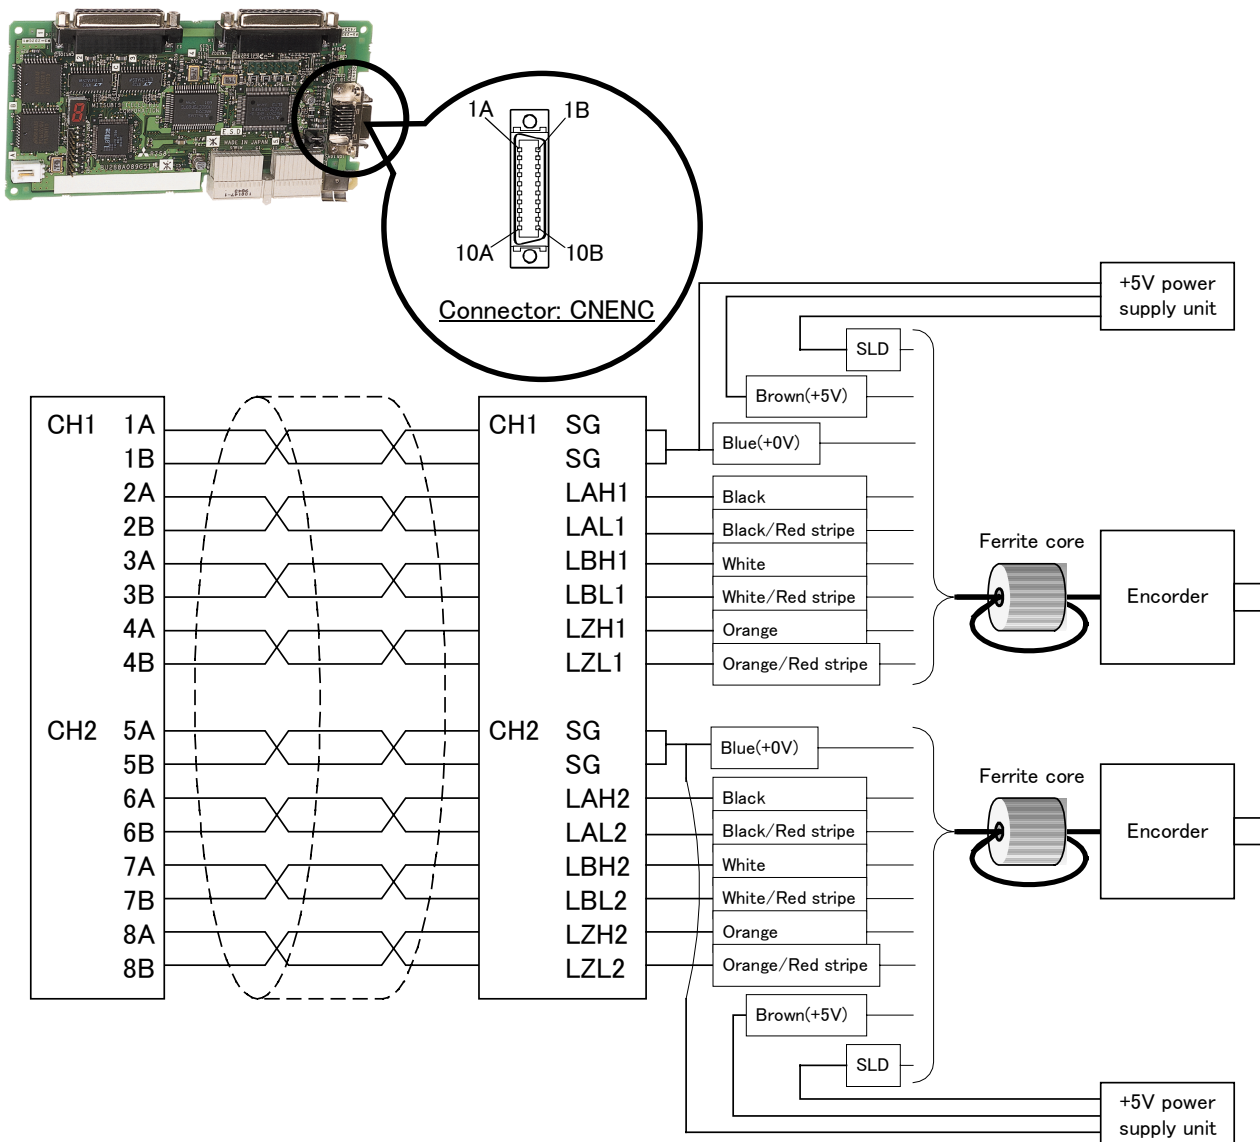 1A
1B
10A
10B
Connector: CNENC
MADE IN JAPAN
+5V power
supply unit
SLD
Brown(+5V)
Blue(+0V)
CH1 1A
1B
2A
2B
3A
3B
4A
4B
CH2 5A
5B
6A
6B
7A
7B
8A
8B
CH1 SG
SG
LAH1
LAL1
LBH1
LBL1
LZH1
LZL1
CH2 SG
SG
LAH2
LAL2
LBH2
LBL2
LZH2
LZL2
Black
Black/Red stripe
White
White/Red stripe
Orange
Orange/Red stripe
Ferrite core
Encorder
Blue(+0V)
Black
Black/Red stripe
White
White/Red stripe
Orange
Orange/Red stripe
Brown(+5V)
SLD
Ferrite core
Encorder
+5V power
supply unit